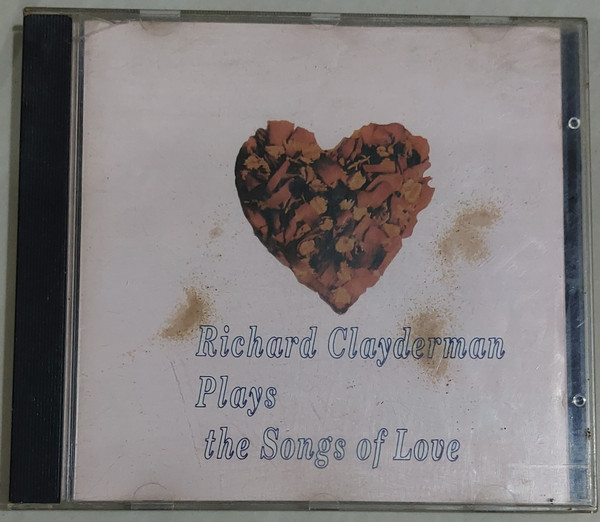 Richard Clayderman
Plays
the Songs of Love